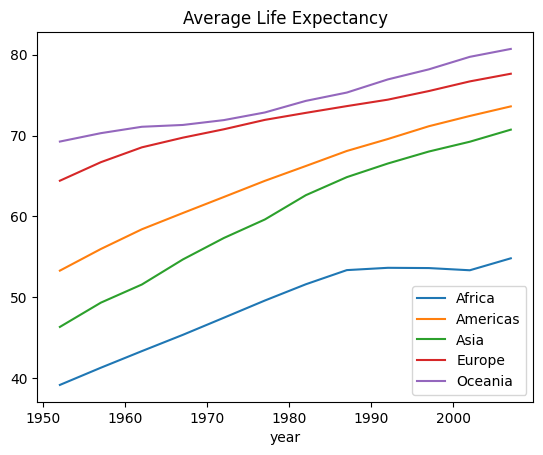 Average Life Expectancy
80
70
60
50
40
Africa
Americas
Asia
Europe
Oceania
1950 1960 1970 1980 1990 2000
year